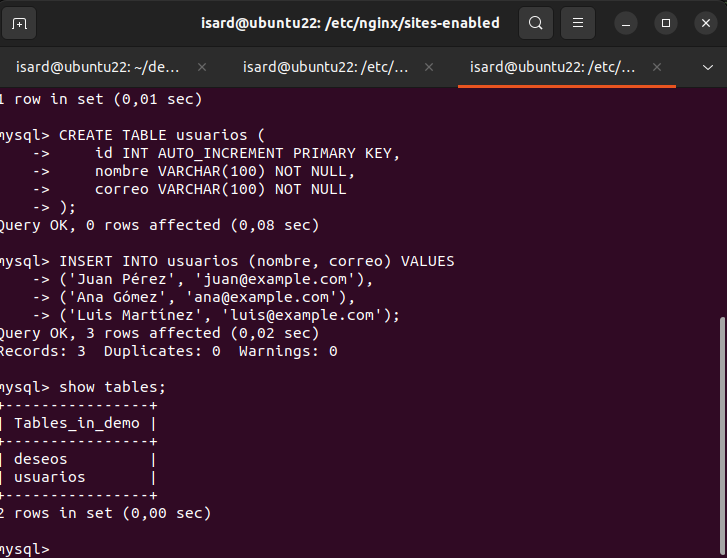 isard@ubuntu22: /etc/nginx/sites-enabled
isard@ubuntu22: ~/de... × isard@ubuntu22: /etc/... × isard@ubuntu22: /etc/... ×
1 row in set (0,01 sec)
mysql> CREATE TABLE usuarios (
    ->     id INT AUTO_INCREMENT PRIMARY KEY,
    ->     nombre VARCHAR(100) NOT NULL,
    ->     correo VARCHAR(100) NOT NULL
    -> );
Query OK, 0 rows affected (0,08 sec)
mysql> INSERT INTO usuarios (nombre, correo) VALUES
    -> ('Juan Pérez', 'juan@example.com'),
    -> ('Ana Gómez', 'ana@example.com'),
    -> ('Luis Martínez', 'luis@example.com');
Query OK, 3 rows affected (0,02 sec)
Records: 3  Duplicates: 0  Warnings: 0
mysql> show tables;
+----------------+
| Tables_in_demo |
+----------------+
| deseos         |
| usuarios       |
+----------------+
2 rows in set (0,00 sec)
mysql>